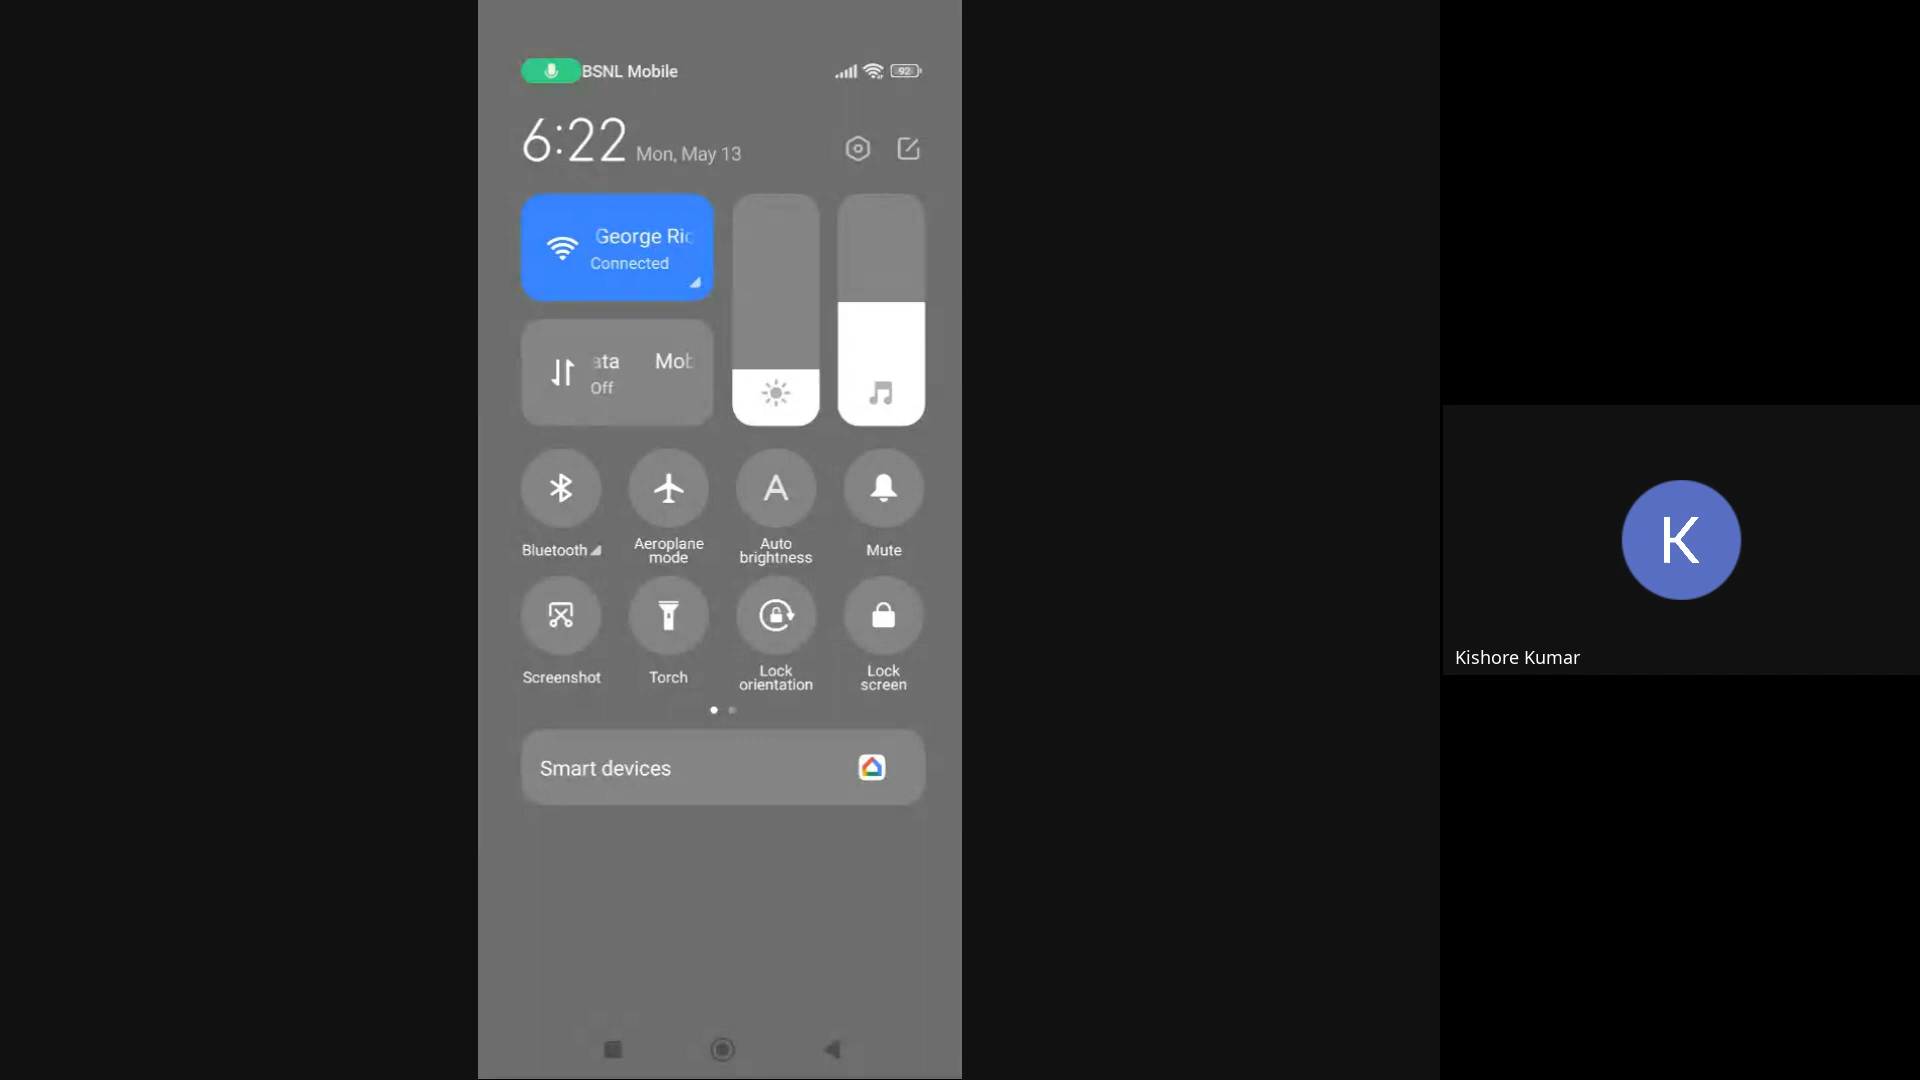 BSNL Mobile
92
6:22 Mon, May 13
George Ric
Connected
ata Mob
Off
A
Bluetooth
Aeroplane
mode
Auto
brightness
Mute
Screenshot
Torch
Lock
orientation
Lock
screen
Smart devices
K
Kishore Kumar